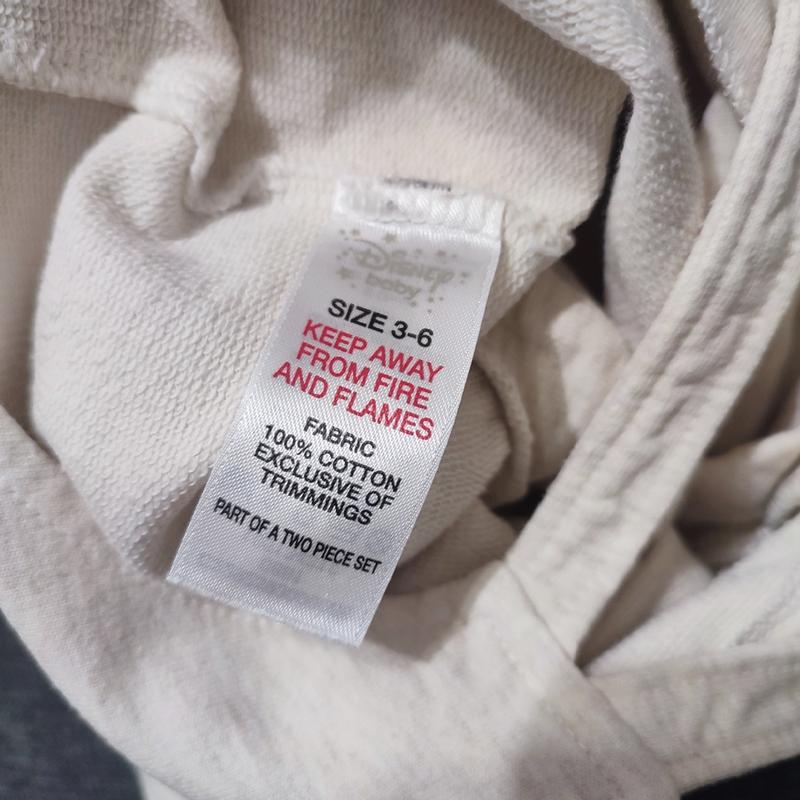 Disney
baby
SIZE 3-6
KEEP AWAY
FROM FIRE
AND FLAMES
FABRIC
100% COTTON
EXCLUSIVE OF
TRIMMINGS
PART OF A TWO PIECE SET